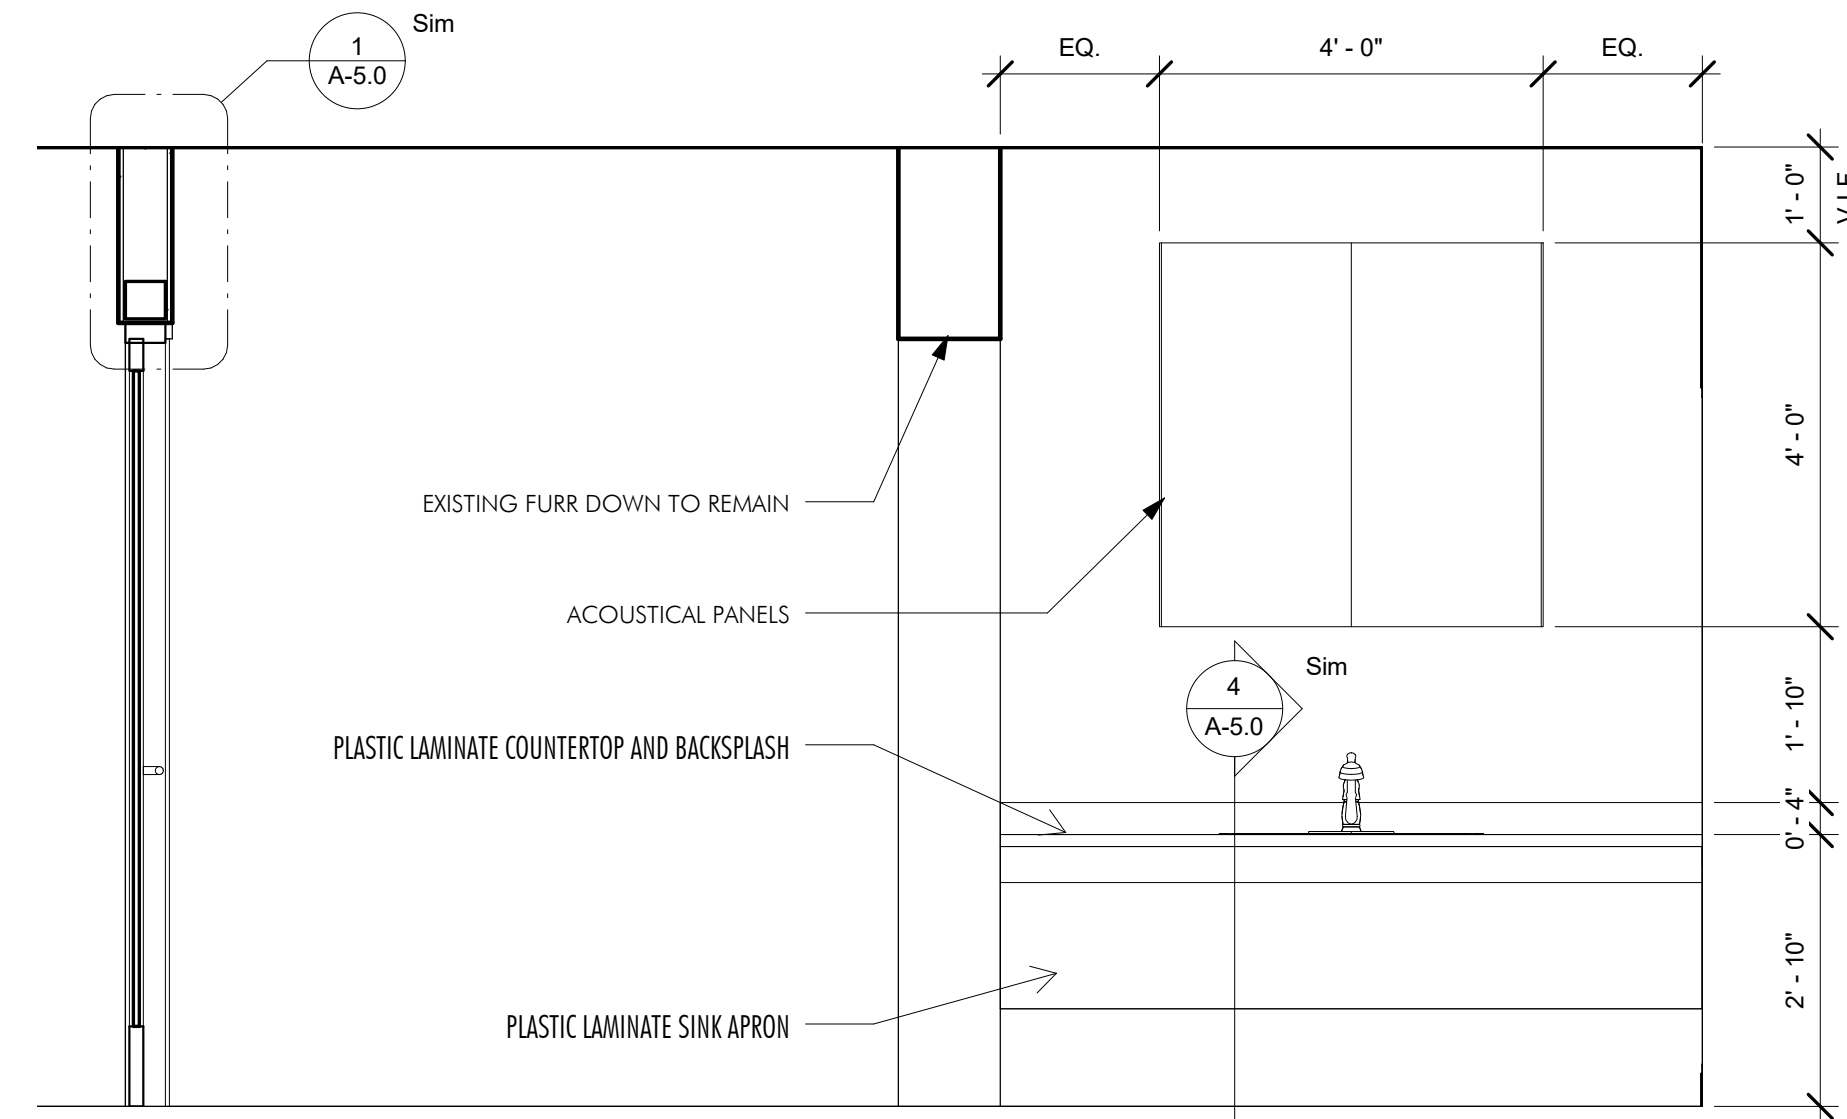 Sim
1
A-5.0
EQ.
4' - 0"
EQ.
1' - 0"
V.I.F.
4' - 0"
EXISTING FURR DOWN TO REMAIN
ACOUSTICAL PANELS
4
A-5.0
Sim
1' - 10"
PLASTIC LAMINATE COUNTERTOP AND BACKSPLASH
0' - 4"
2' - 10"
PLASTIC LAMINATE SINK APRON